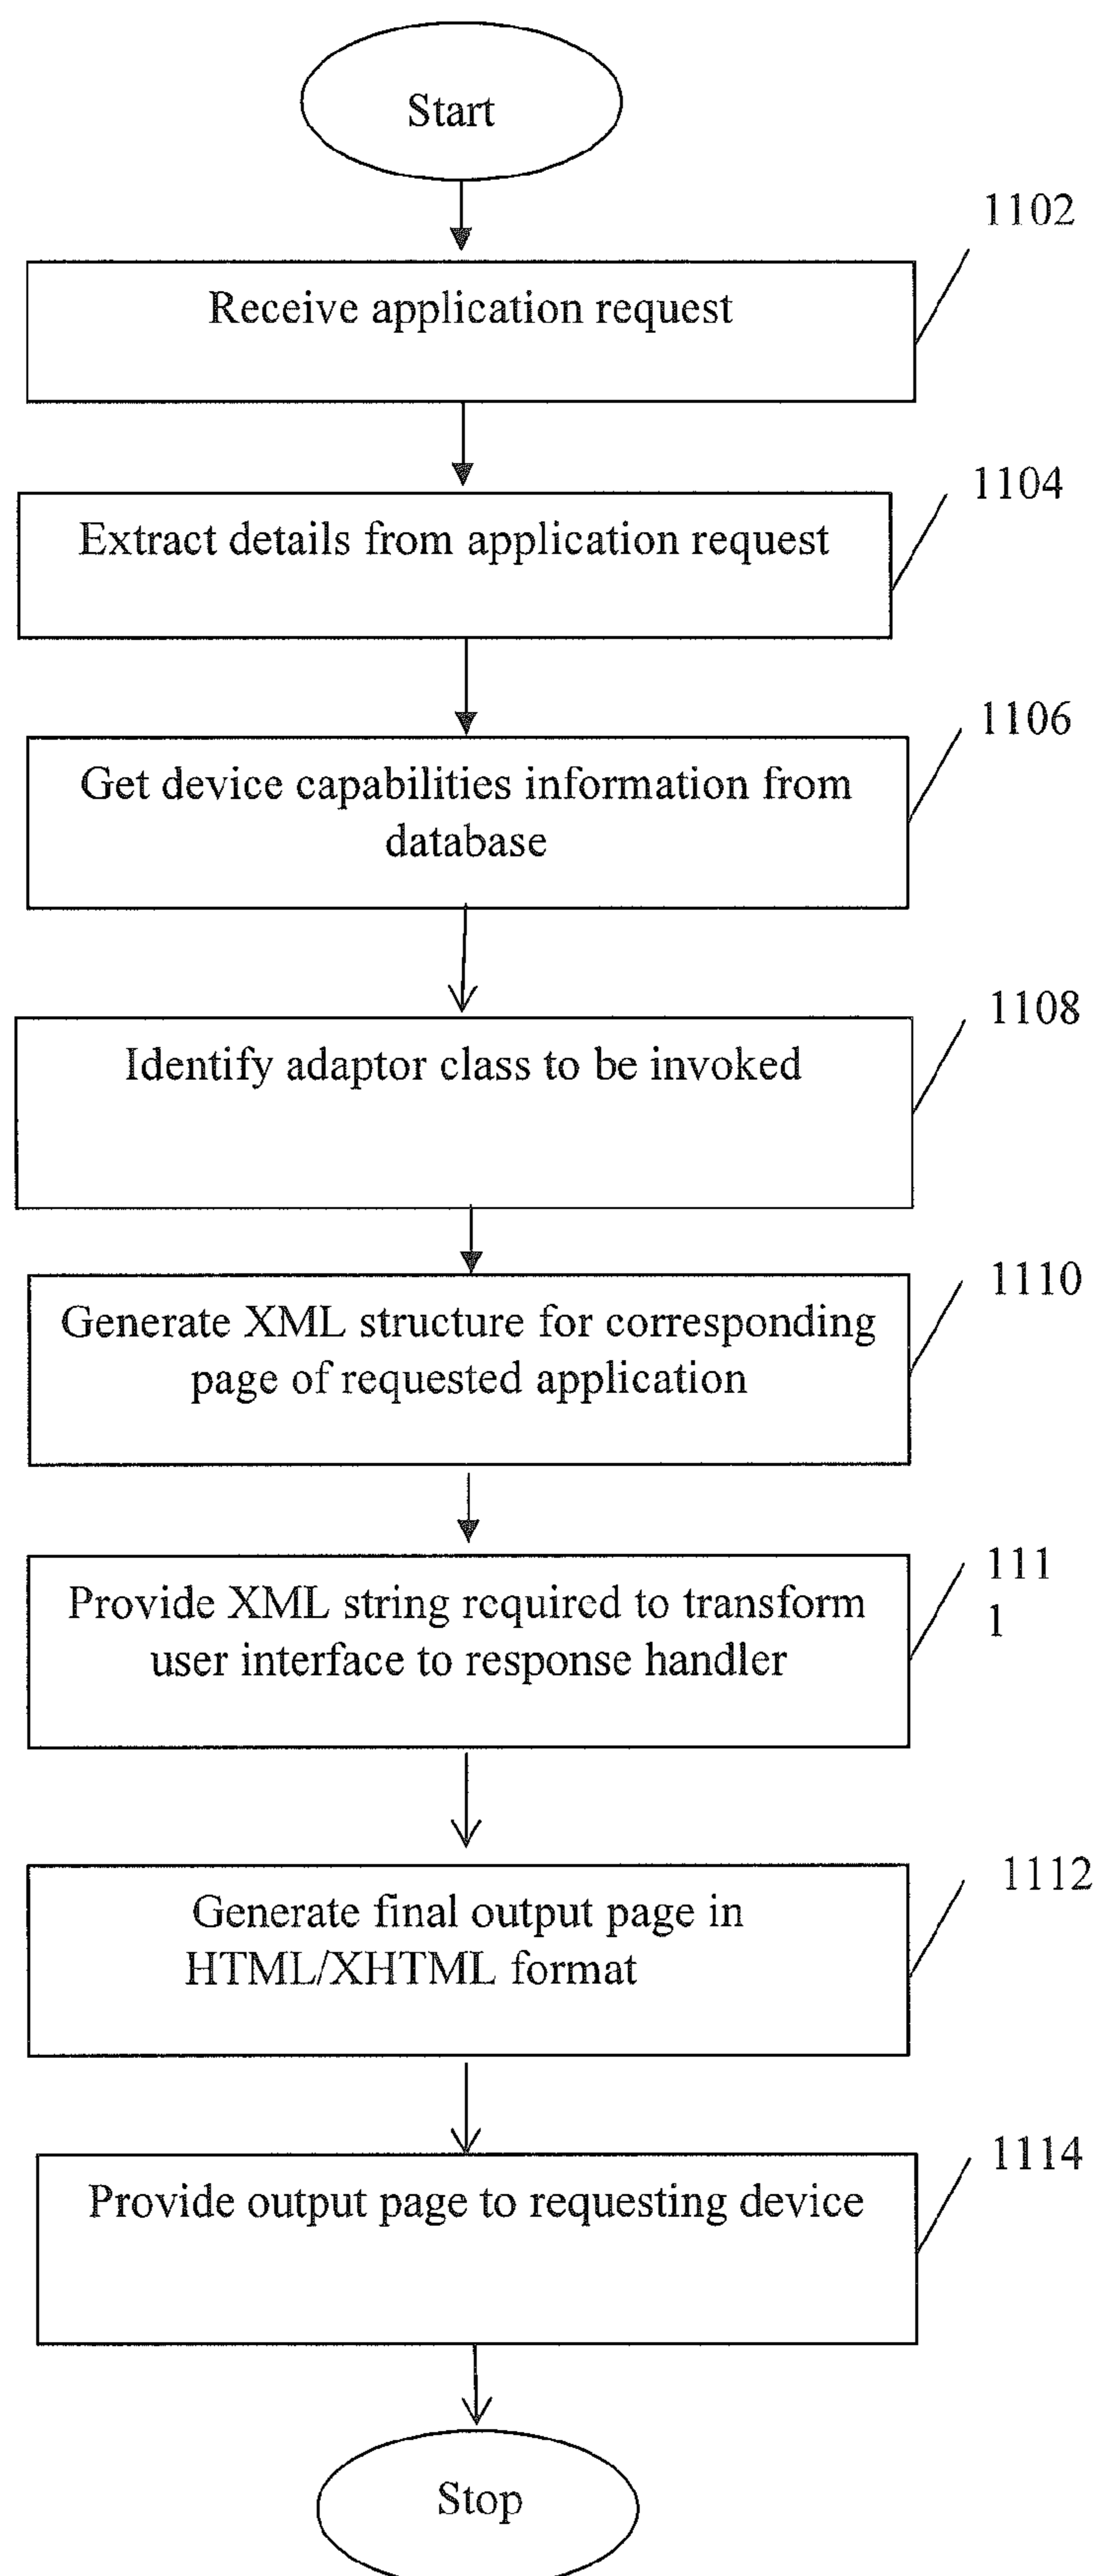 Start
1102
Receive application request
1104
Extract details from application request
1106
Get device capabilities information from
database
1108
Identify adaptor class to be invoked
1110
Generate XML structure for corresponding
page of requested application
111
1
Provide XML string required to transform
user interface to response handler
1112
Generate final output page in
HTML/XHTML format
1114
Provide output page to requesting device
Stop